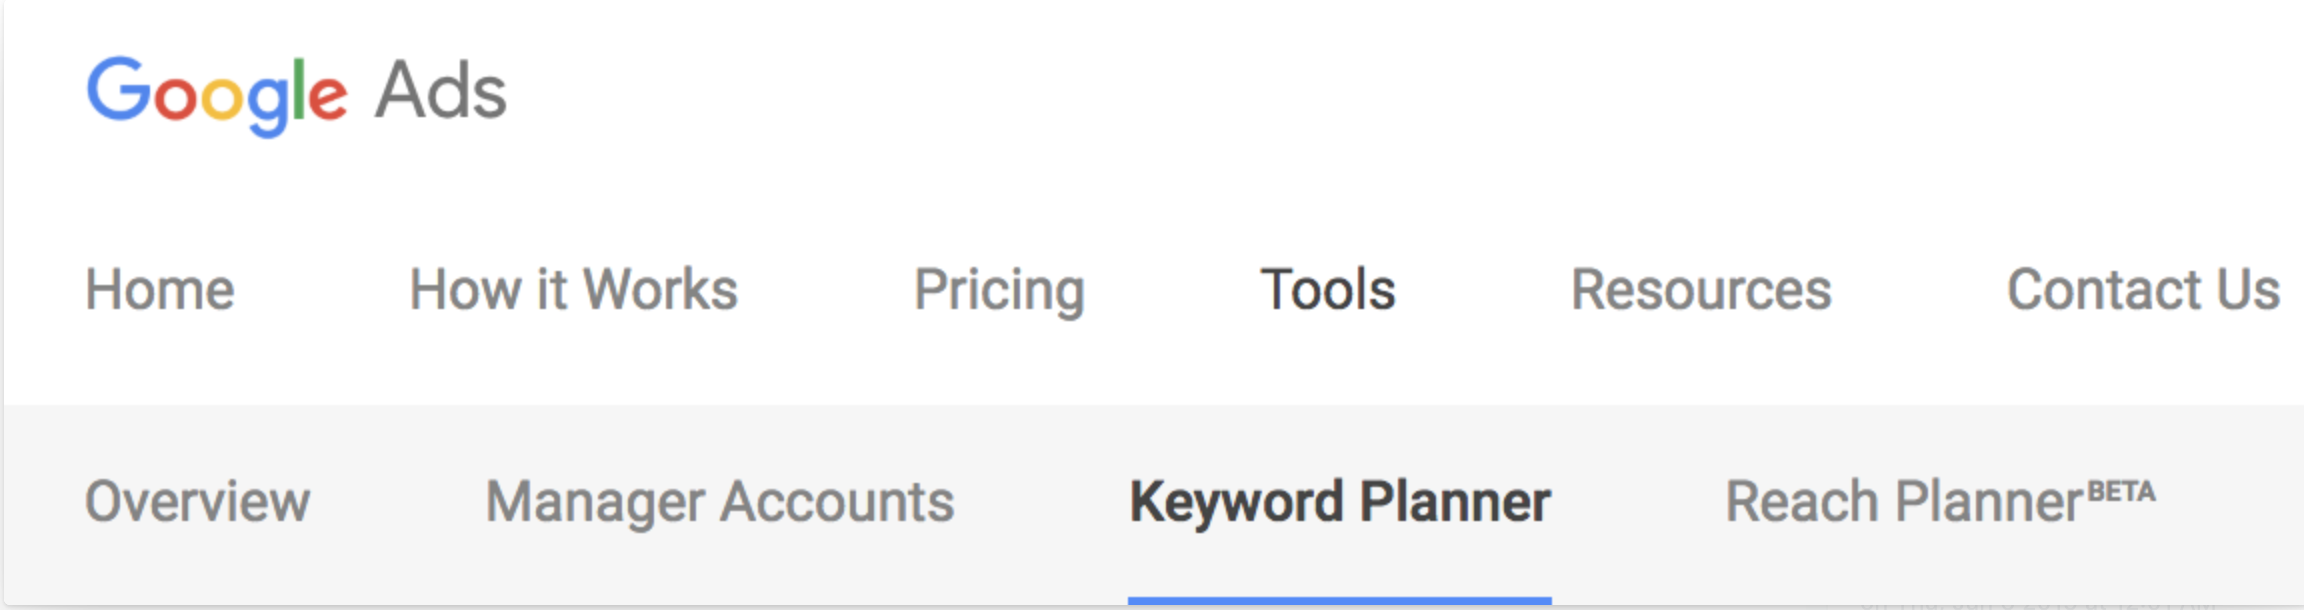 Google Ads
Home How it Works Pricing Tools Resources Contact Us
Overview Manager Accounts Keyword Planner Reach Planner BETA